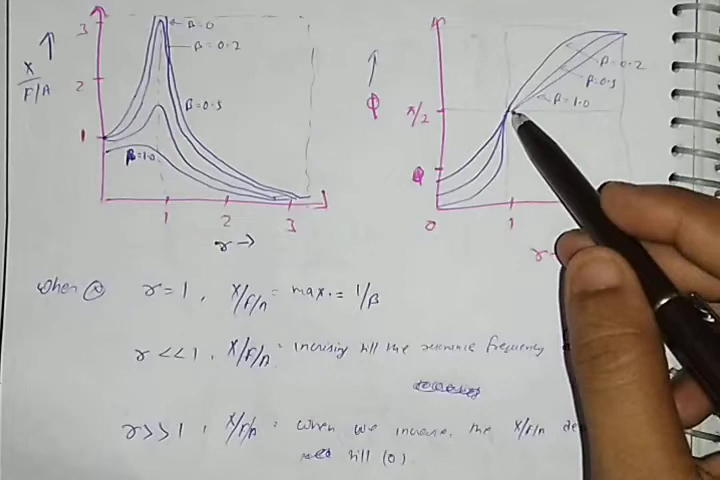 3
2
1
X
F/A
β=0
β=0.2
β=0.5
β=1.0
1 2 3
r →
π
π/2
Φ
0 1
r
β=0.2
β=0.5
β=1.0
When @ r=1, X/F/A = max. = 1/β
r<<1, X/F/A = incrising till the resonance frequency
r>>1, X/F/A = when we increase, the X/F/A de
till (0)